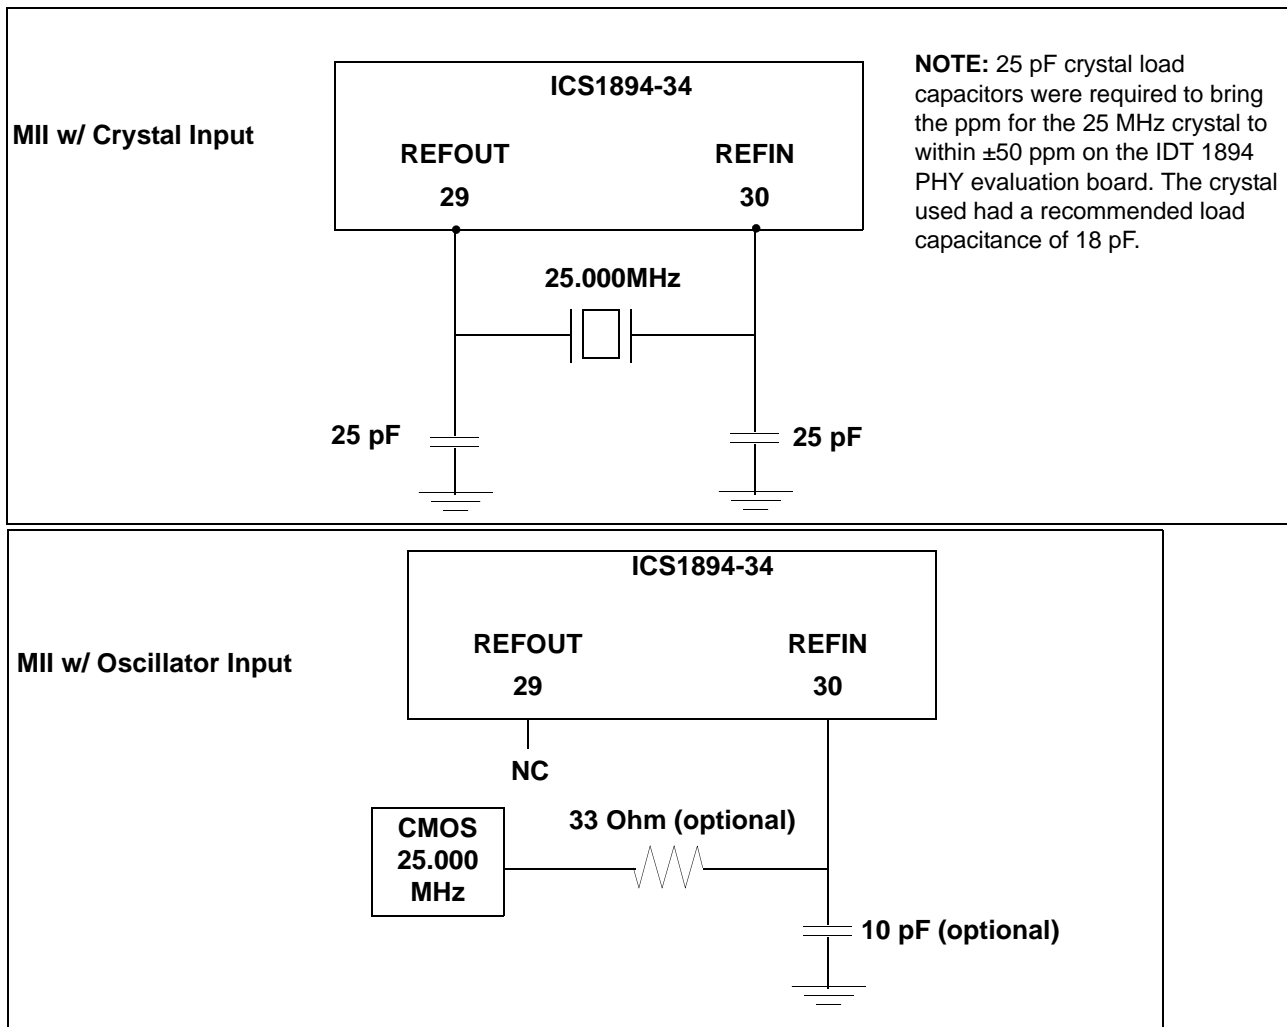 MII w/ Crystal Input
ICS1894-34
REFOUT
REFIN
29
30
25.000MHz
25 pF
25 pF
NOTE: 25 pF crystal load
capacitors were required to bring
the ppm for the 25 MHz crystal to
within ±50 ppm on the IDT 1894
PHY evaluation board. The crystal
used had a recommended load
capacitance of 18 pF.
MII w/ Oscillator Input
ICS1894-34
REFOUT
REFIN
29
30
NC
CMOS
25.000
MHz
33 Ohm (optional)
10 pF (optional)